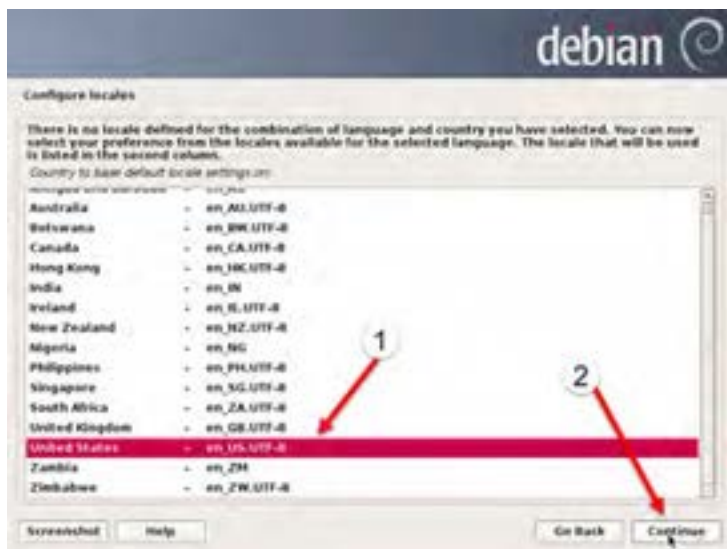 debian
Configure locales
There is no locale defined for the combination of language and country you have selected. You can now
select your preference from the locales available for the selected language. The locale that will be used
is listed in the second column.
Country to base default locale settings on:
Australia - en_AU.UTF-8
Botswana - en_BW.UTF-8
Canada - en_CA.UTF-8
Hong Kong - en_HK.UTF-8
India - en_IN
Ireland - en_IE.UTF-8
New Zealand - en_NZ.UTF-8
Nigeria - en_NG
Philippines - en_PH.UTF-8
Singapore - en_SG.UTF-8
South Africa - en_ZA.UTF-8
United Kingdom - en_GB.UTF-8
United States - en_US.UTF-8
Zambia - en_ZM
Zimbabwe - en_ZW.UTF-8
1
2
Screenshot Help Go Back Continue